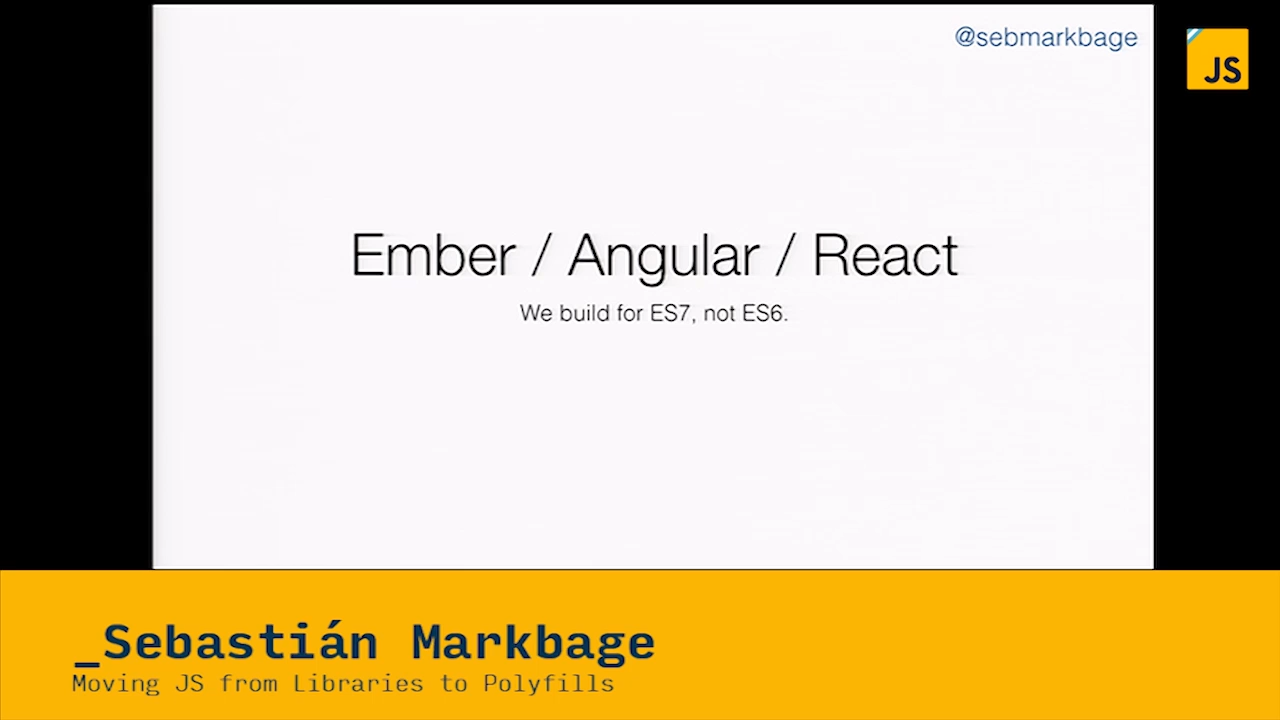 @sebmarkbage
JS
Ember / Angular / React
We build for ES7, not ES6.
_Sebastián Markbage
Moving JS from Libraries to Polyfills